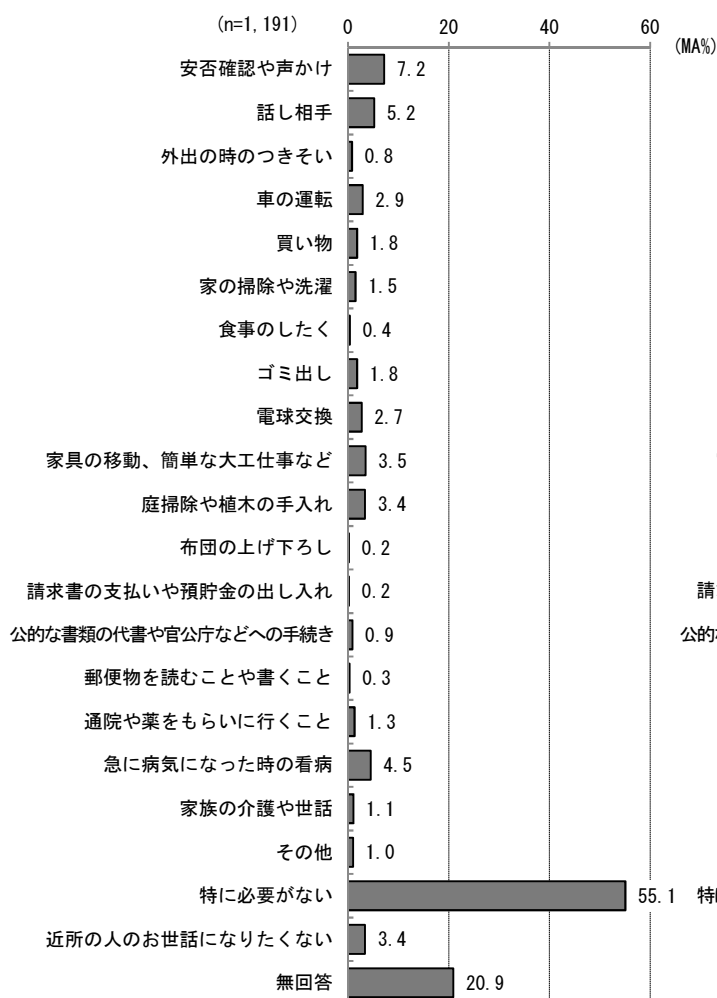 (n=1,191)
0 20 40 60
(MA%)
安否確認や声かけ 7.2
話し相手 5.2
外出の時のつきそい 0.8
車の運転 2.9
買い物 1.8
家の掃除や洗濯 1.5
食事のしたく 0.4
ゴミ出し 1.8
電球交換 2.7
家具の移動、簡単な大工仕事など 3.5
庭掃除や植木の手入れ 3.4
布団の上げ下ろし 0.2
請求書の支払いや預貯金の出し入れ 0.2 請
公的な書類の代書や官公庁などへの手続き 0.9 公的
郵便物を読むことや書くこと 0.3
通院や薬をもらいに行くこと 1.3
急に病気になった時の看病 4.5
家族の介護や世話 1.1
その他 1.0
特に必要がない 55.1 特
近所の人のお世話になりたくない 3.4
無回答 20.9